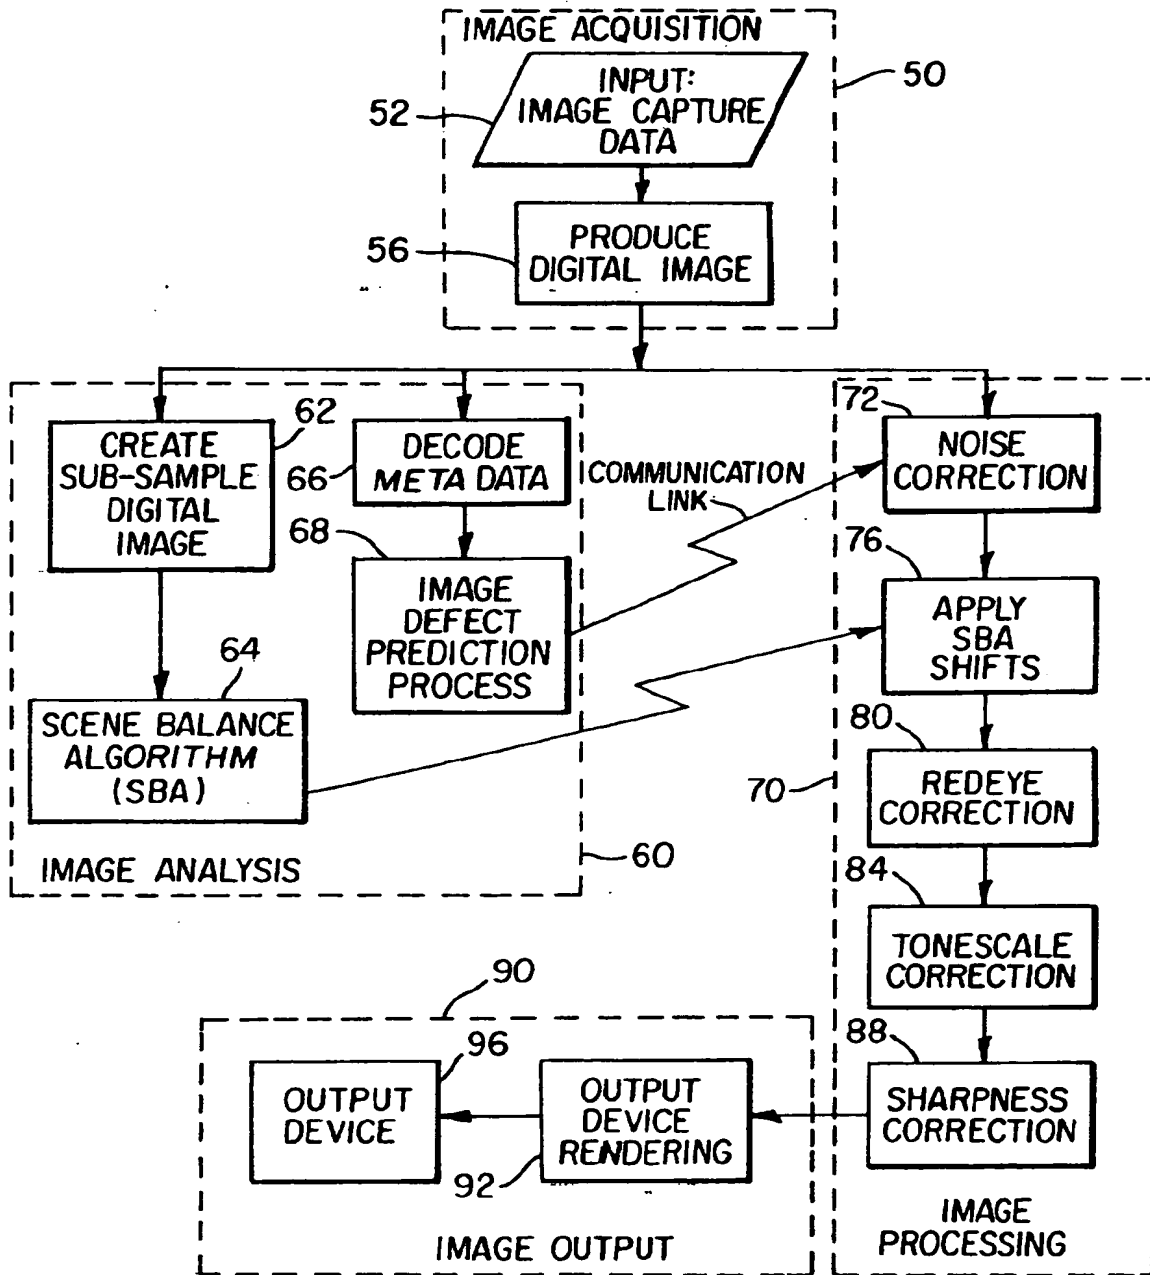 IMAGE ACQUISITION
50
INPUT:
IMAGE CAPTURE
DATA
52
PRODUCE
DIGITAL IMAGE
56
CREATE
SUB-SAMPLE
DIGITAL
IMAGE
62
DECODE
META DATA
66
68
IMAGE
DEFECT
PREDICTION
PROCESS
64
SCENE BALANCE
ALGORITHM
(SBA)
IMAGE ANALYSIS
60
COMMUNICATION
LINK
72
NOISE
CORRECTION
76
APPLY
SBA
SHIFTS
80
REDEYE
CORRECTION
70
84
TONESCALE
CORRECTION
88
SHARPNESS
CORRECTION
IMAGE
PROCESSING
90
96
OUTPUT
DEVICE
OUTPUT
DEVICE
RENDERING
92
IMAGE OUTPUT